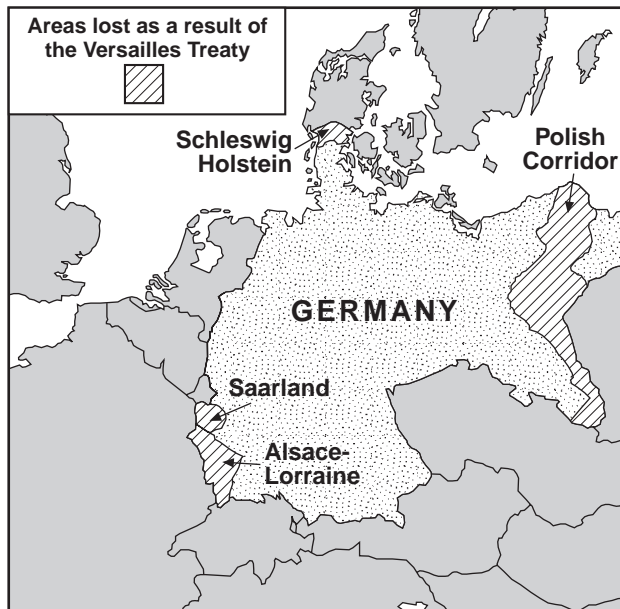 Areas lost as a result of
the Versailles Treaty
Schleswig
Holstein
Polish
Corridor
GERMANY
Saarland
Alsace-
Lorraine